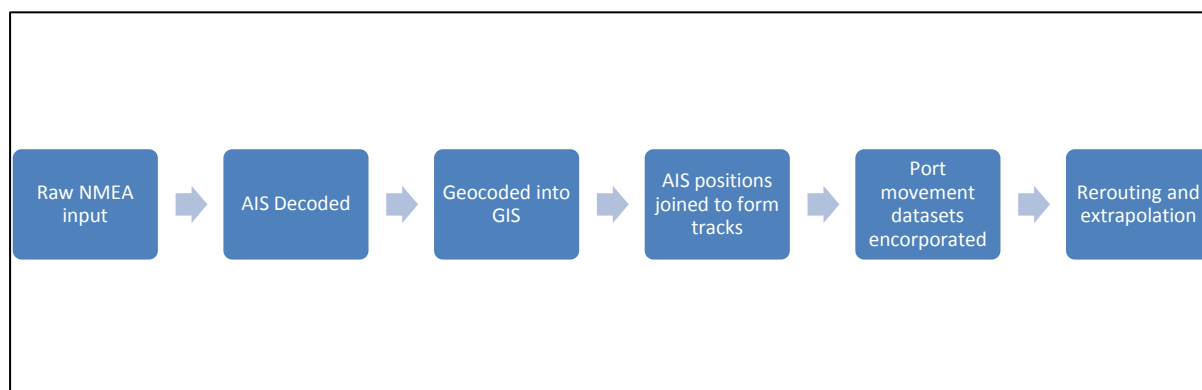 Raw NMEA
input
AIS Decoded
Geocoded into
GIS
AIS positions
joined to form
tracks
Port
movement
datasets
encorporated
Rerouting and
extrapolation